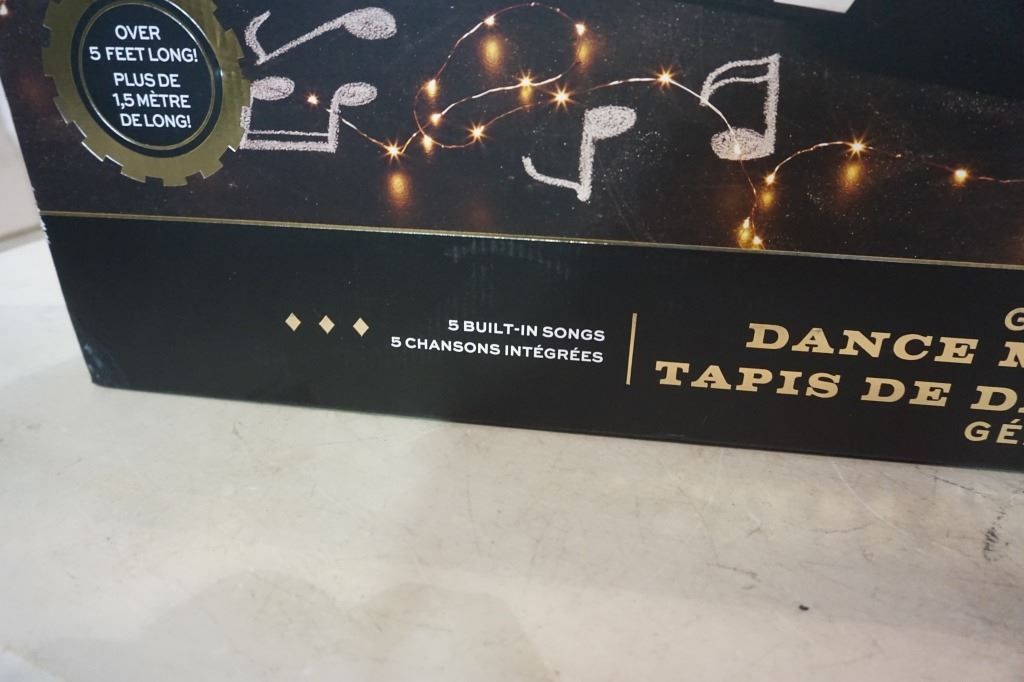 OVER
5 FEET LONG!
PLUS DE
1,5 MÈTRE
DE LONG!
5 BUILT-IN SONGS
5 CHANSONS INTÉGRÉES
DANCE
TAPIS DE